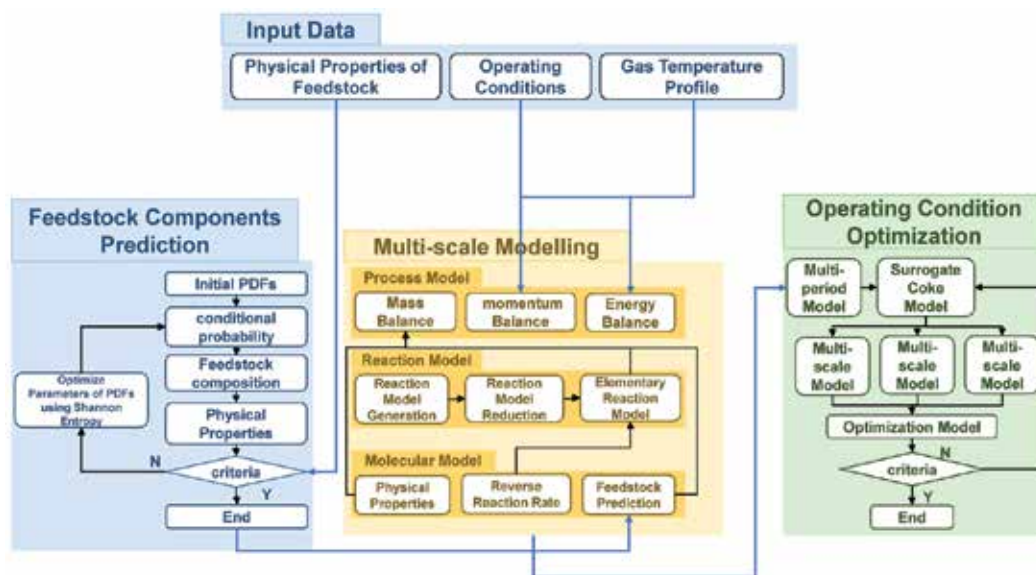 Input Data
Physical Properties of
Feedstock
Operating
Conditions
Gas Temperature
Profile
Feedstock Components
Prediction
Initial PDFs
conditional
probability
Feedstock
composition
Physical
Properties
Optimize
Parameters of PDFs
using Shannon
Entropy
N
criteria
Y
End
Multi-scale Modelling
Process Model
Mass
Balance
momentum
Balance
Energy
Balance
Reaction Model
Reaction
Model
Generation
Reaction
Model
Reduction
Elementary
Reaction
Model
Molecular Model
Physical
Properties
Reverse
Reaction Rate
Feedstock
Prediction
Operating Condition
Optimization
Multi-
period
Model
Surrogate
Coke
Model
Multi-
scale
Model
Multi-
scale
Model
Multi-
scale
Model
Optimization Model
criteria
N
Y
End